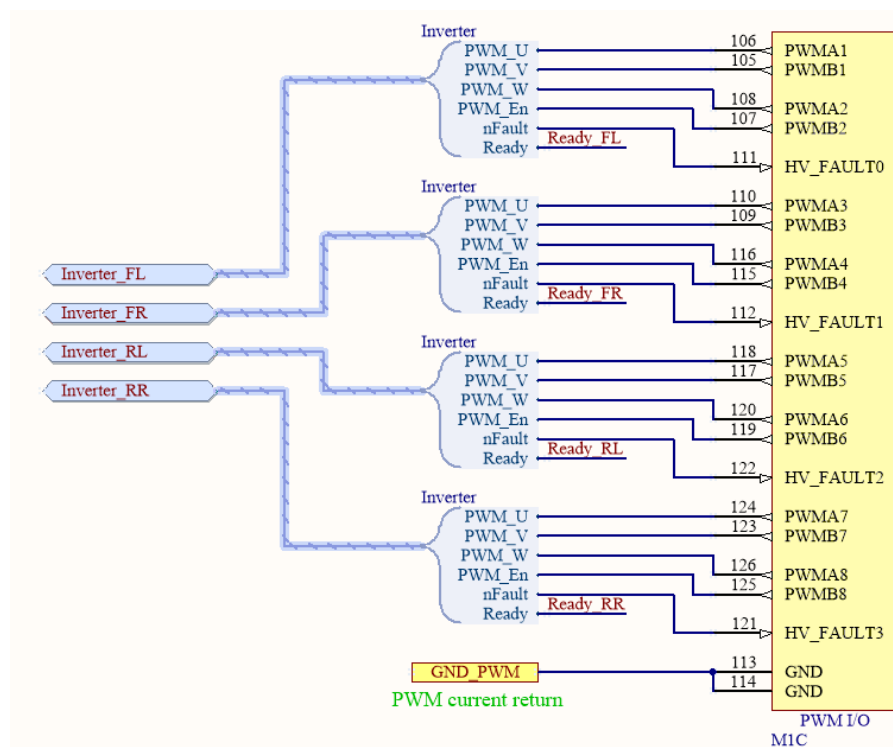 Inverter
PWM_U
PWM_V
PWM_W
PWM_En
nFault
Ready
Ready_FL
106
PWMA1
105
PWMB1
108
PWMA2
107
PWMB2
111
HV_FAULT0
Inverter
PWM_U
PWM_V
PWM_W
PWM_En
nFault
Ready
Ready_FR
110
PWMA3
109
PWMB3
116
PWMA4
115
PWMB4
112
HV_FAULT1
Inverter_FL
Inverter_FR
Inverter_RL
Inverter_RR
Inverter
PWM_U
PWM_V
PWM_W
PWM_En
nFault
Ready
Ready_RL
118
PWMA5
117
PWMB5
120
PWMA6
119
PWMB6
122
HV_FAULT2
Inverter
PWM_U
PWM_V
PWM_W
PWM_En
nFault
Ready
Ready_RR
124
PWMA7
123
PWMB7
126
PWMA8
125
PWMB8
121
HV_FAULT3
GND_PWM
PWM current return
113
GND
114
GND
PWM I/O
M1C